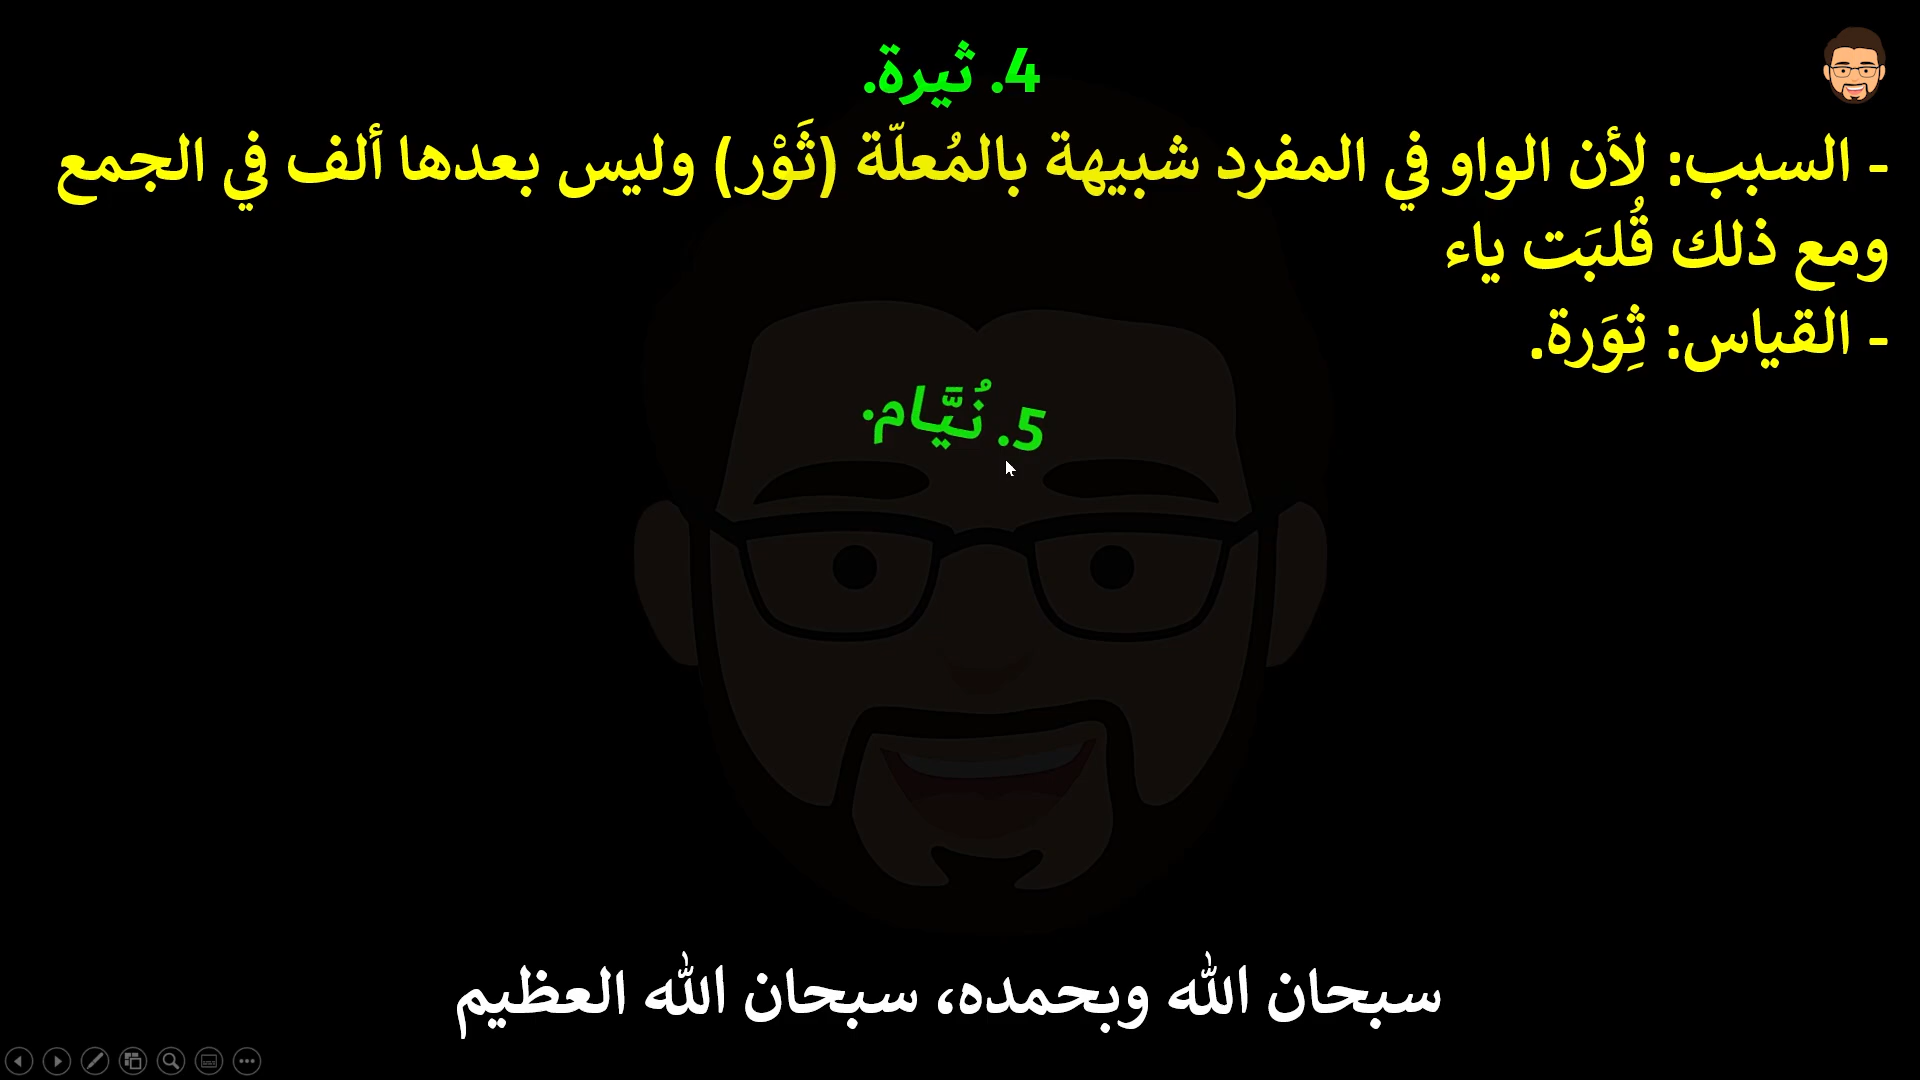 4. ثيرة.
- السبب: لأن الواو في المفرد شبيهة بالمُعلّة (ثَوْر) وليس بعدها ألف في الجمع
ومع ذلك قُلبَت ياء
- القياس: ثِوَرة.
5. نُيَّام.
سبحان الله وبحمده، سبحان الله العظيم